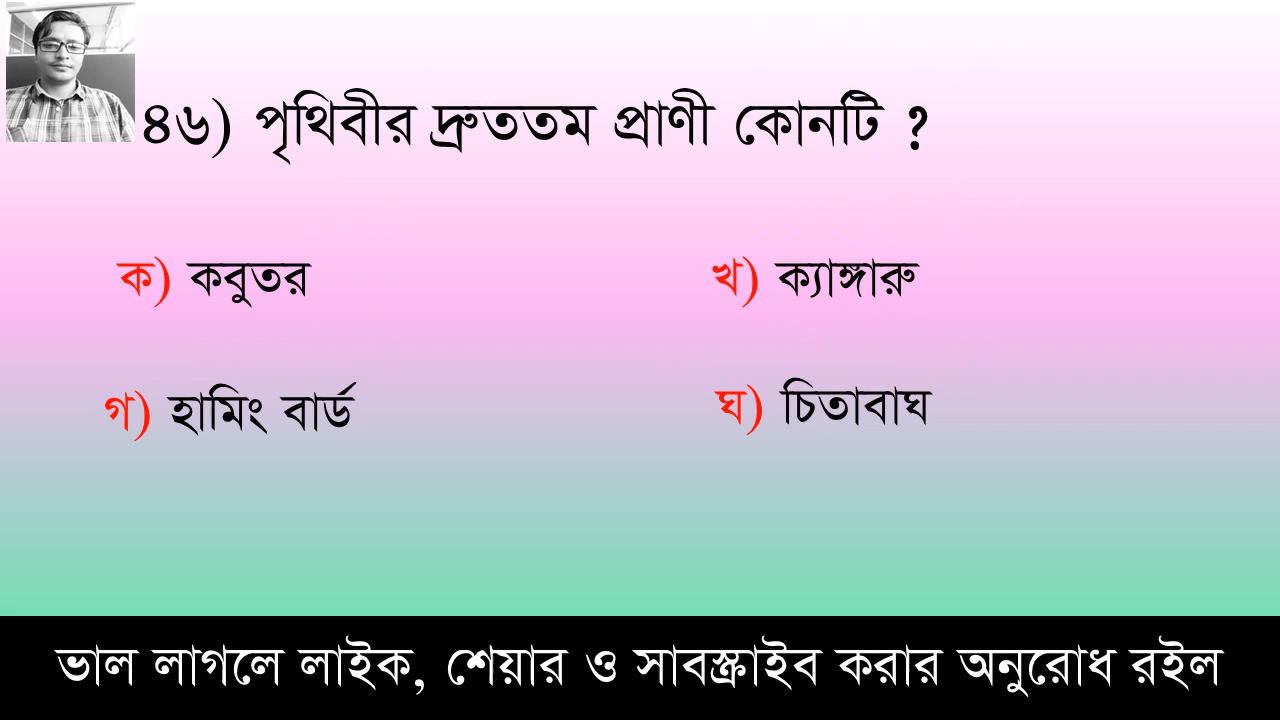 ৪৬) পৃথিবীর দ্রুততম প্রাণী কোনটি ?
ক) কবুতর
খ) ক্যাঙ্গারু
গ) হামিং বার্ড
ঘ) চিতাবাঘ
ভাল লাগলে লাইক, শেয়ার ও সাবস্ক্রাইব করার অনুরোধ রইল